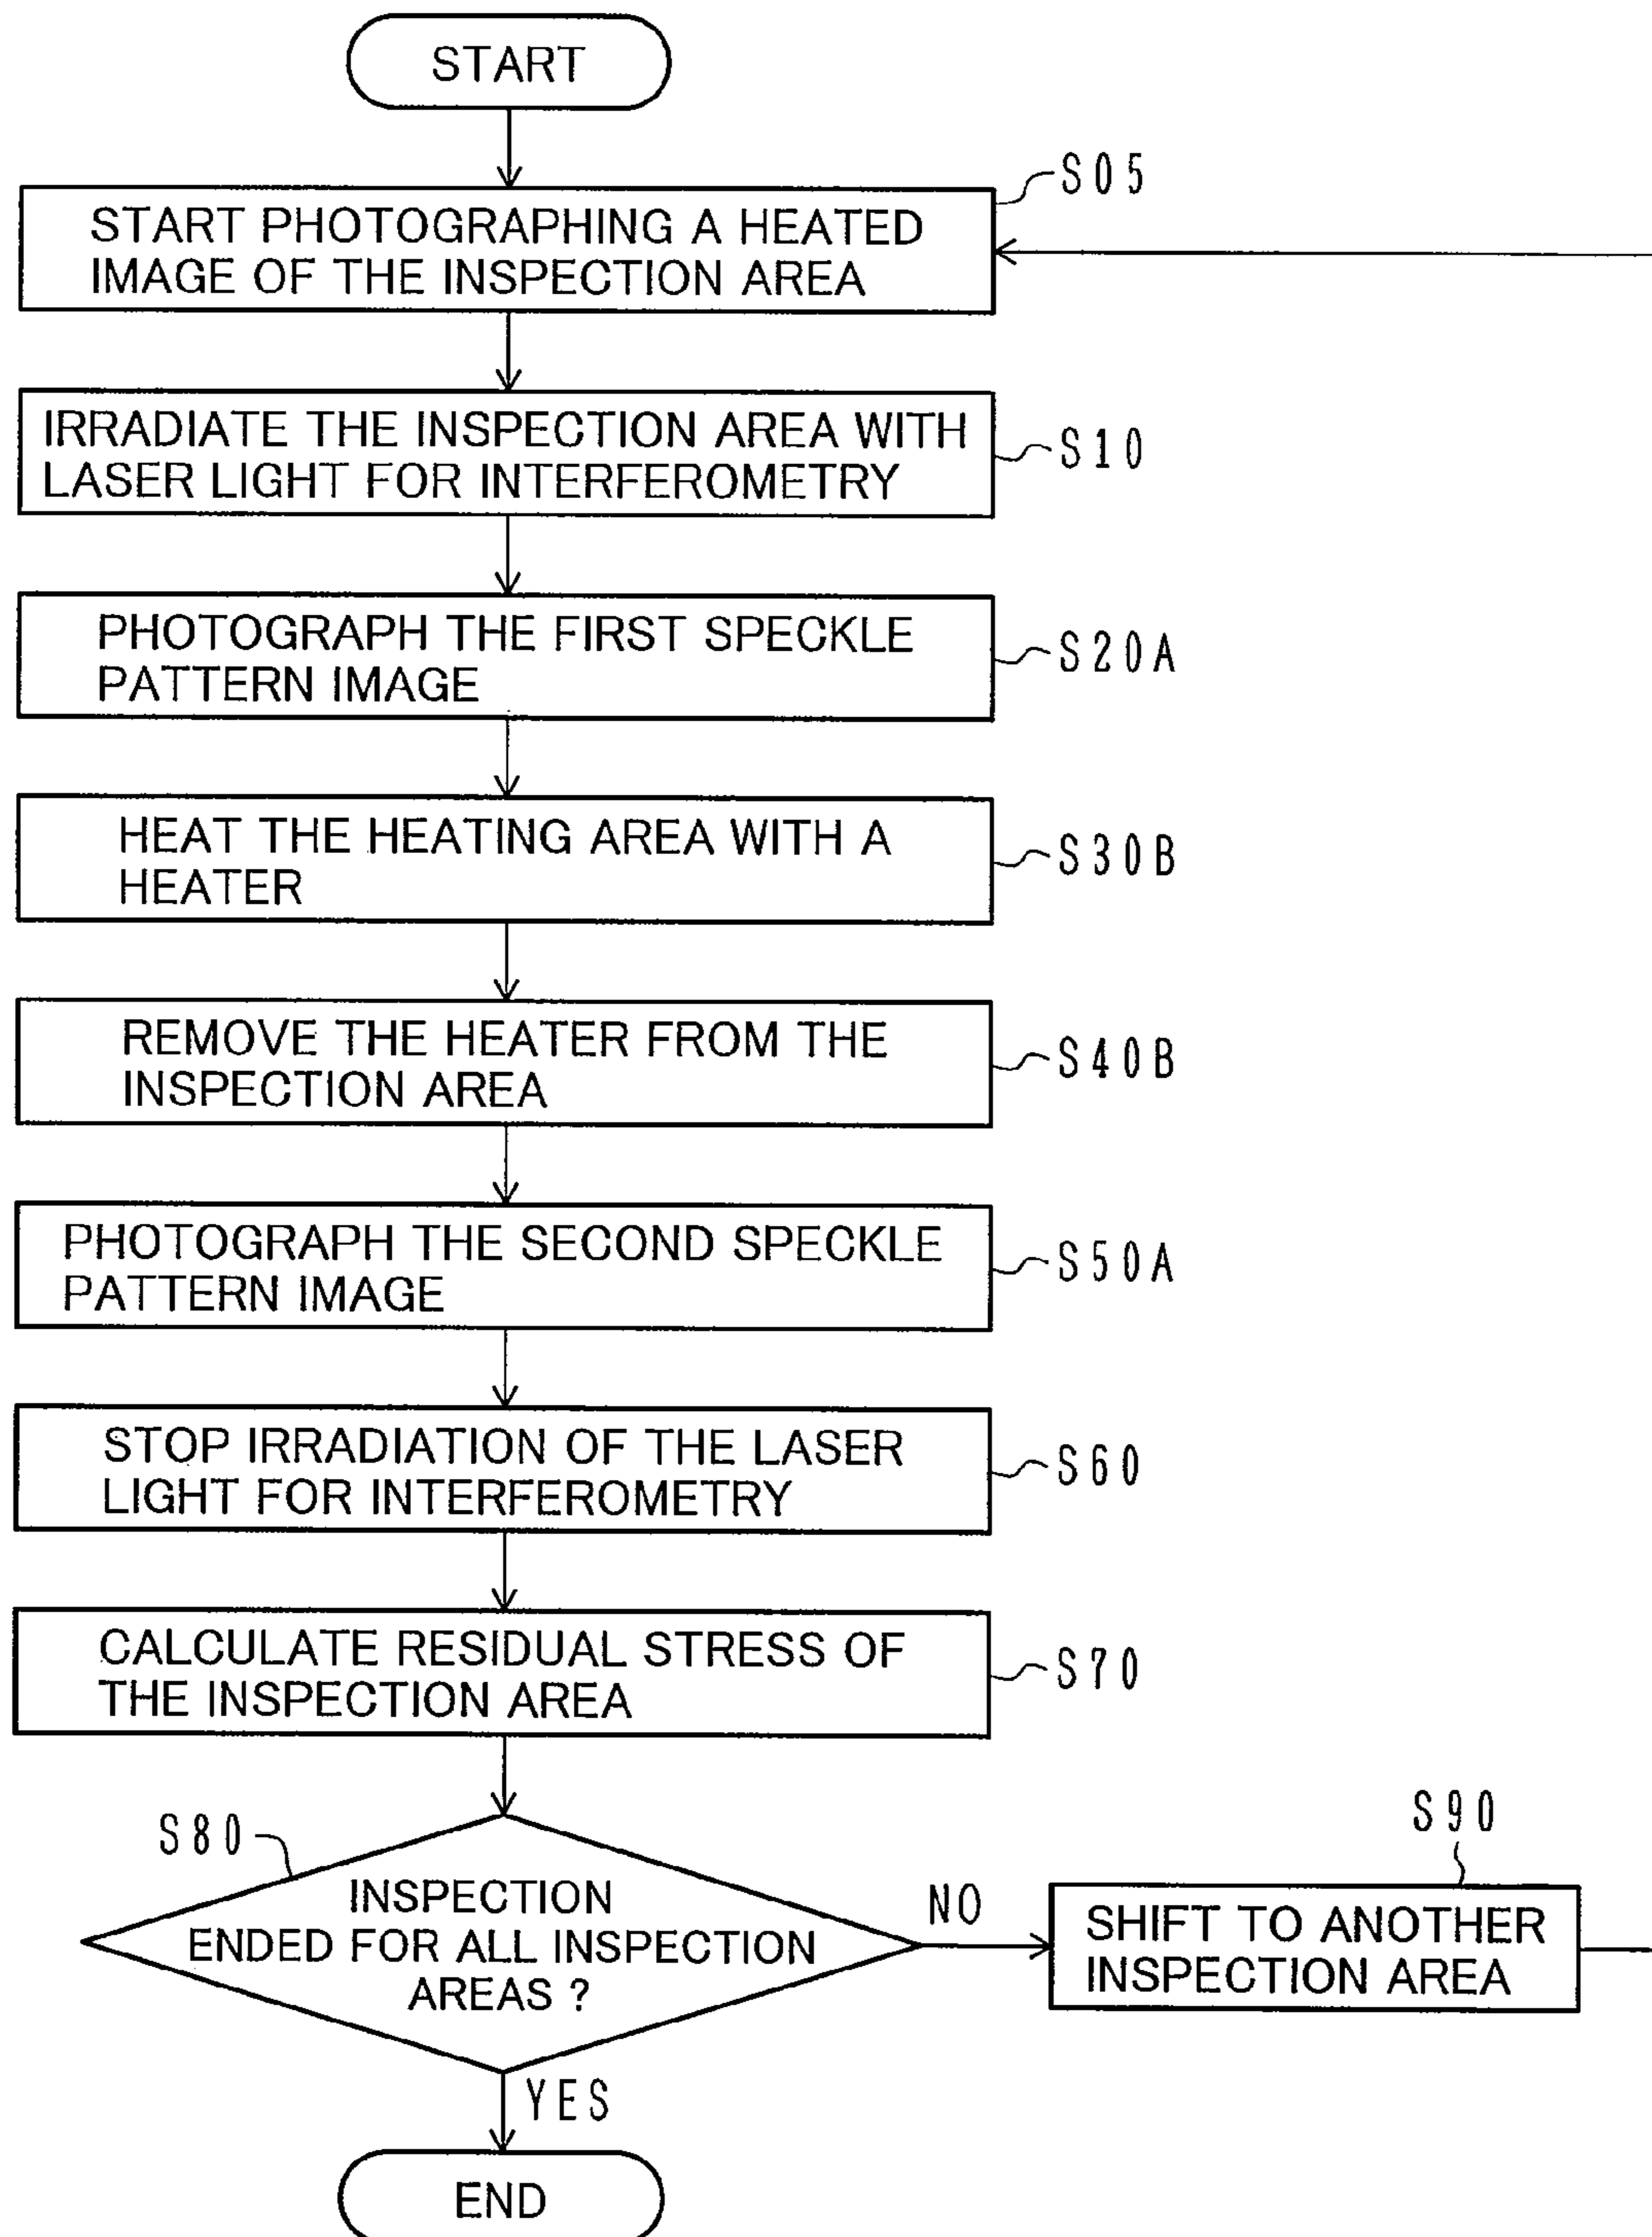 START
S05
START PHOTOGRAPHING A HEATED
IMAGE OF THE INSPECTION AREA
IRRADIATE THE INSPECTION AREA WITH
LASER LIGHT FOR INTERFEROMETRY
S10
PHOTOGRAPH THE FIRST SPECKLE
PATTERN IMAGE
S20A
HEAT THE HEATING AREA WITH A
HEATER
S30B
REMOVE THE HEATER FROM THE
INSPECTION AREA
S40B
PHOTOGRAPH THE SECOND SPECKLE
PATTERN IMAGE
S50A
STOP IRRADIATION OF THE LASER
LIGHT FOR INTERFEROMETRY
S60
CALCULATE RESIDUAL STRESS OF
THE INSPECTION AREA
S70
S80
INSPECTION
ENDED FOR ALL INSPECTION
AREAS ?
NO
S90
SHIFT TO ANOTHER
INSPECTION AREA
YES
END